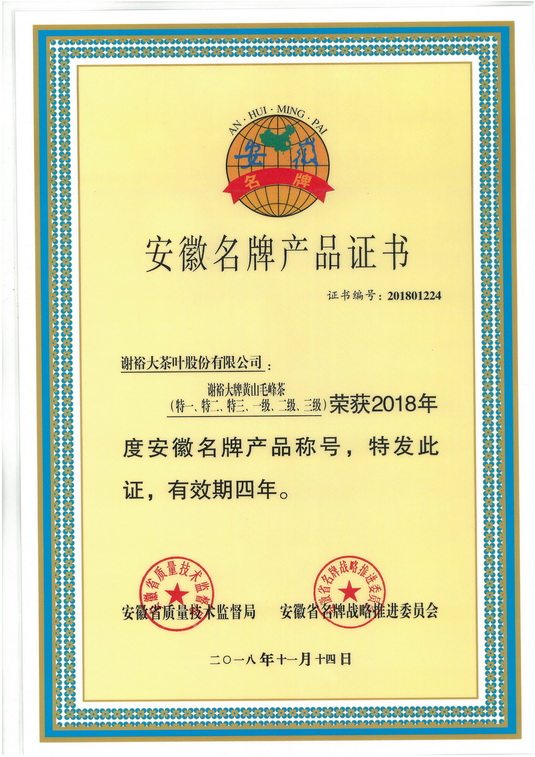 AN·HUI·MING·PAI
安徽
名牌
安徽名牌产品证书
证书编号：201801224
谢裕大茶叶股份有限公司：
谢裕大牌黄山毛峰茶
（特一、特二、特三、一级、二级、三级）荣获2018年
度安徽名牌产品称号，特发此
证，有效期四年。
安徽省质量技术监督局
安徽省名牌战略推进委员会
安徽省质量技术监督局 安徽省名牌战略推进委员会
二〇一八年十一月十四日